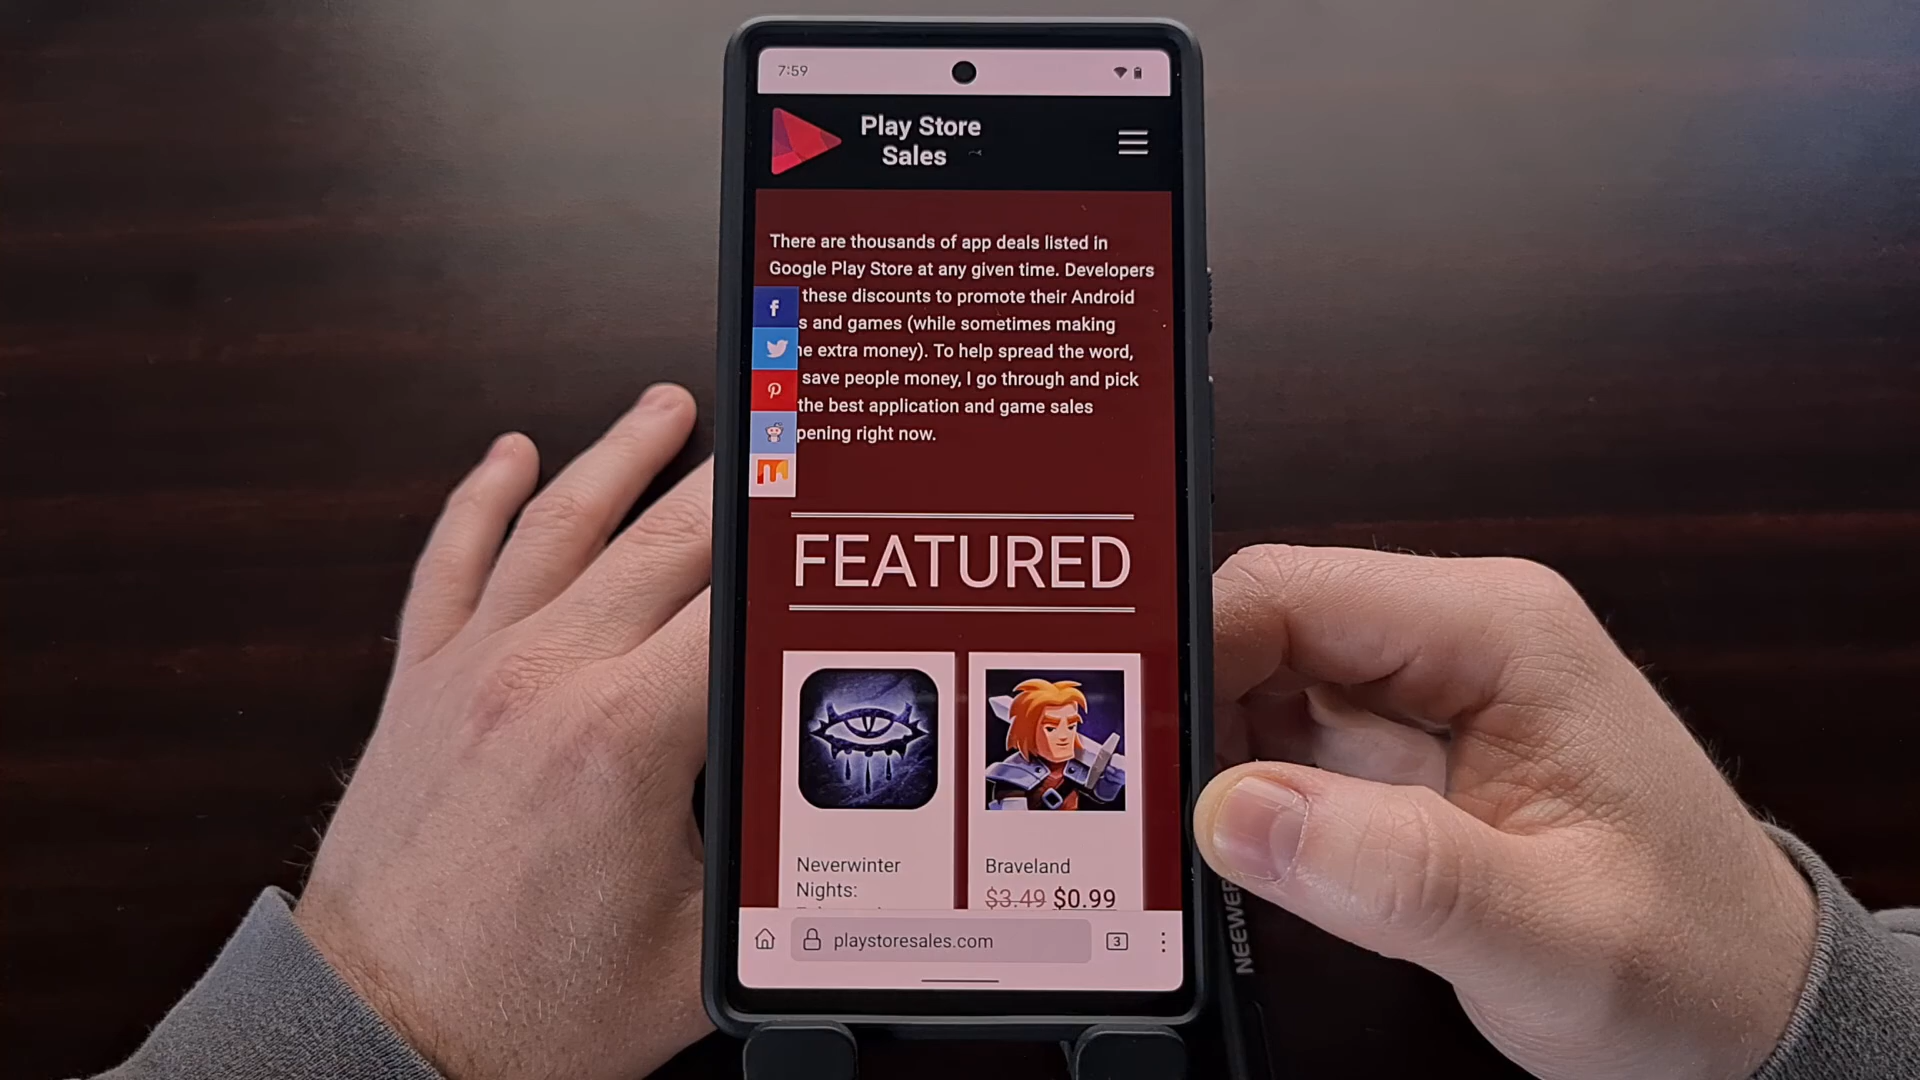 7:59
Play Store
Sales
There are thousands of app deals listed in
Google Play Store at any given time. Developers
these discounts to promote their Android
s and games (while sometimes making
e extra money). To help spread the word,
save people money, I go through and pick
the best application and game sales
pening right now.
FEATURED
Neverwinter
Nights:
Braveland
$3.49 $0.99
playstoresales.com
3
NEEWER